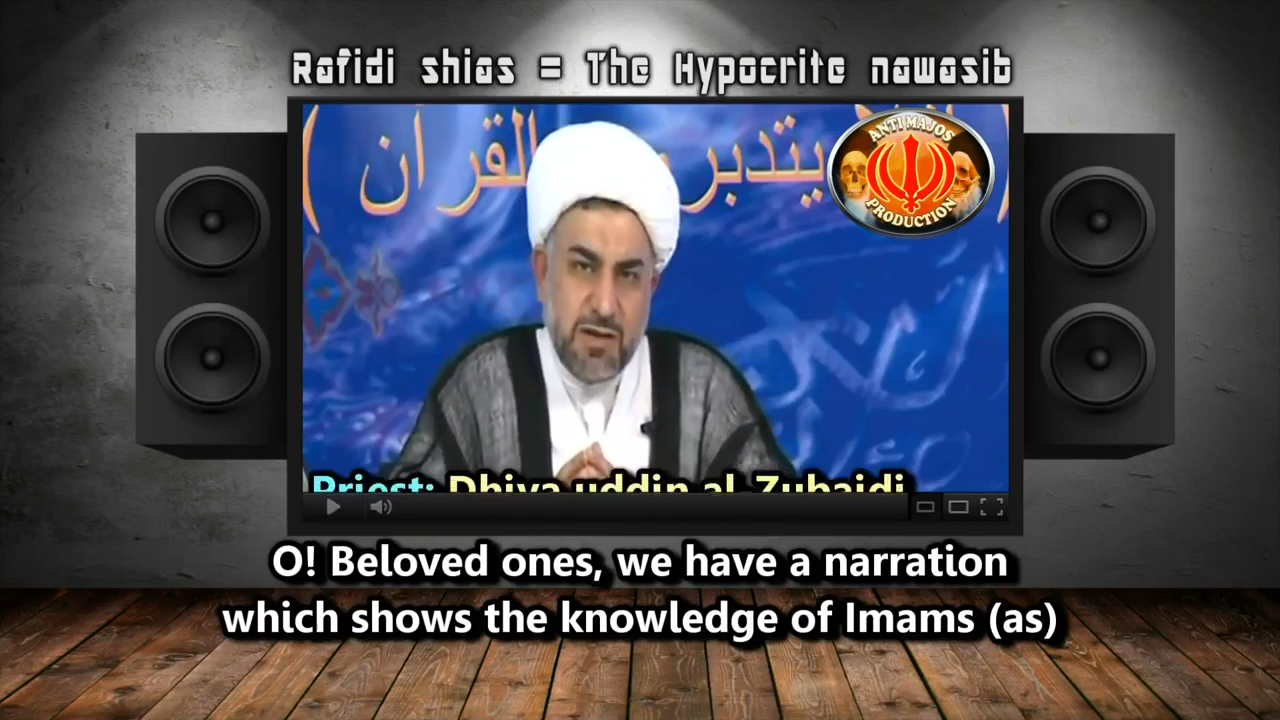 Rafidi shias = The Hypocrite nawasib
يتدبر
القرآن
ANTI MAJOS
PRODUCTION
Priest: Dhiya uddin al-Zubaidi
O! Beloved ones, we have a narration
which shows the knowledge of Imams (as)